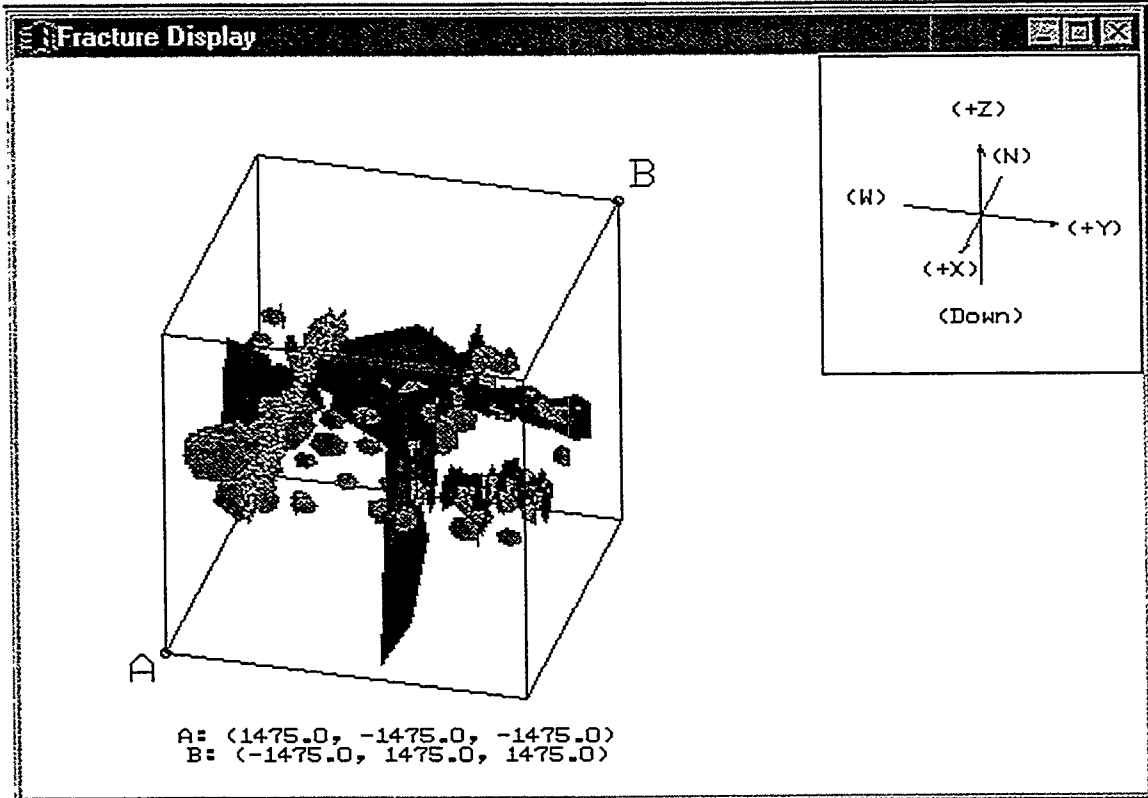 Fracture Display
(+Z)
(N)
(W)
(+Y)
(+X)
(Down)
B
A
A: (1475.0, -1475.0, -1475.0)
B: (-1475.0, 1475.0, 1475.0)